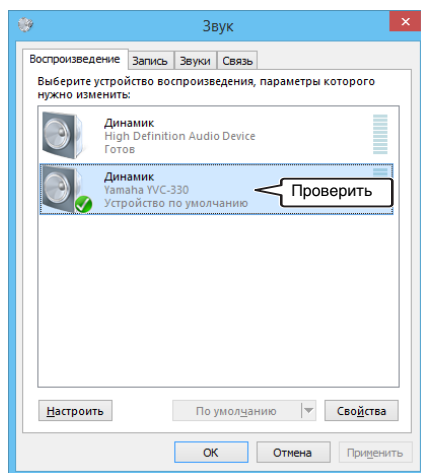 Звук
Воспроизведение Запись Звуки Связь
Выберите устройство воспроизведения, параметры которого
нужно изменить:
Динамик
High Definition Audio Device
Готов
Динамик
Yamaha YVC-330
Устройство по умолчанию
Проверить
Настроить По умолчанию Свойства
ОК Отмена Применить